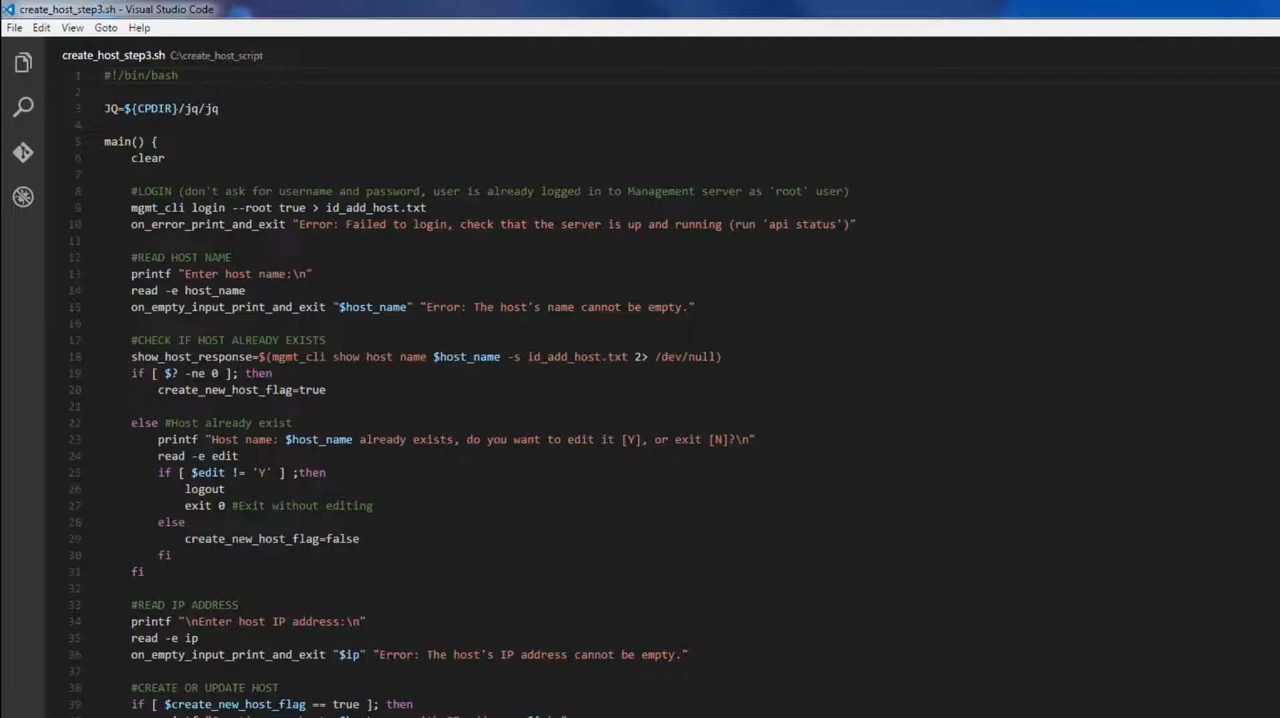 create_host_step3.sh - Visual Studio Code
File Edit View Goto Help
create_host_step3.sh C:\create_host_script
1 #!/bin/bash
2
3 JQ=${CPDIR}/jq/jq
4
5 main() {
6 clear
7
8 #LOGIN (don't ask for username and password, user is already logged in to Management server as `root` user)
9 mgmt_cli login --root true > id_add_host.txt
10 on_error_print_and_exit "Error: Failed to login, check that the server is up and running (run 'api status')"
11
12 #READ HOST NAME
13 printf "Enter host name:\n"
14 read -e host_name
15 on_empty_input_print_and_exit "$host_name" "Error: The host's name cannot be empty."
16
17 #CHECK IF HOST ALREADY EXISTS
18 show_host_response=$(mgmt_cli show host name $host_name -s id_add_host.txt 2> /dev/null)
19 if [ $? -ne 0 ]; then
20 create_new_host_flag=true
21
22 else #Host already exist
23 printf "Host name: $host_name already exists, do you want to edit it [Y], or exit [N]?\n"
24 read -e edit
25 if [ $edit != 'Y' ] ;then
26 logout
27 exit 0 #Exit without editing
28 else
29 create_new_host_flag=false
30 fi
31 fi
32
33 #READ IP ADDRESS
34 printf "\nEnter host IP address:\n"
35 read -e ip
36 on_empty_input_print_and_exit "$ip" "Error: The host's IP address cannot be empty."
37
38 #CREATE OR UPDATE HOST
39 if [ $create_new_host_flag == true ]; then